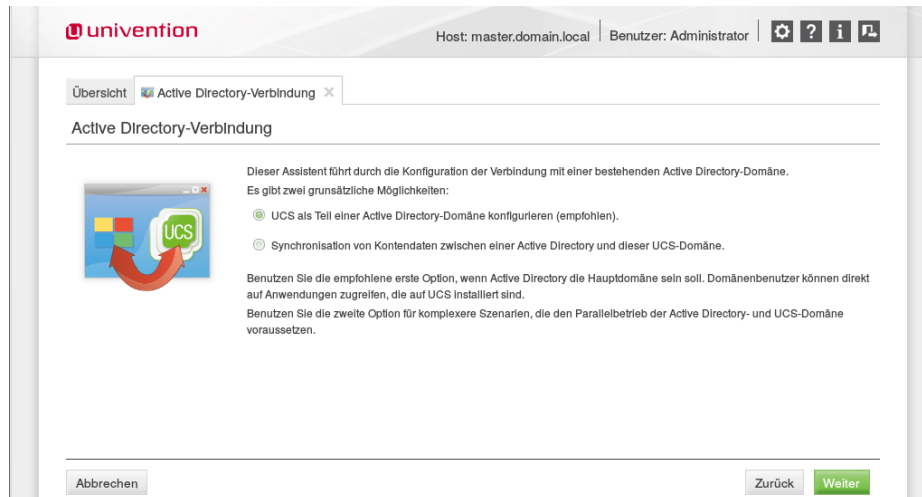 univention
Host: master.domain.local Benutzer: Administrator
Übersicht Active Directory-Verbindung
Active Directory-Verbindung
Dieser Assistent führt durch die Konfiguration der Verbindung mit einer bestehenden Active Directory-Domäne.
Es gibt zwei grunsätzliche Möglichkeiten:
UCS als Teil einer Active Directory-Domäne konfigurieren (empfohlen).
UCS
Synchronisation von Kontendaten zwischen einer Active Directory und dieser UCS-Domäne.
Benutzen Sie die empfohlene erste Option, wenn Active Directory die Hauptdomäne sein soll. Domänenbenutzer können direkt
auf Anwendungen zugreifen, die auf UCS installiert sind.
Benutzen Sie die zweite Option für komplexere Szenarien, die den Parallelbetrieb der Active Directory- und UCS-Domäne
voraussetzen.
Abbrechen Zurück Weiter